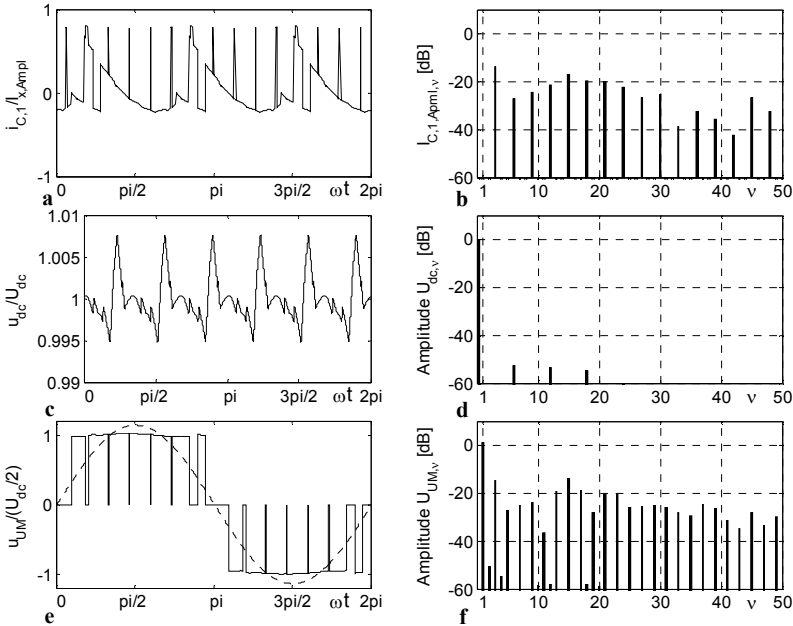 i_C,1/I_x,Ampl
1
0
-1
0 pi/2 pi 3pi/2 ωt 2pi
a
I_C,1,Apml,ν [dB]
0
-20
-40
-60
1 10 20 30 40 ν 50
b
u_dc/U_dc
1.01
1.005
1
0.995
0.99
0 pi/2 pi 3pi/2 ωt 2pi
c
Amplitude U_dc,ν [dB]
0
-20
-40
-60
1 10 20 30 40 ν 50
d
u_UM/(U_dc/2)
1
0
-1
0 pi/2 pi 3pi/2 ωt 2pi
e
Amplitude U_UM,ν [dB]
0
-20
-40
-60
1 10 20 30 40 ν 50
f